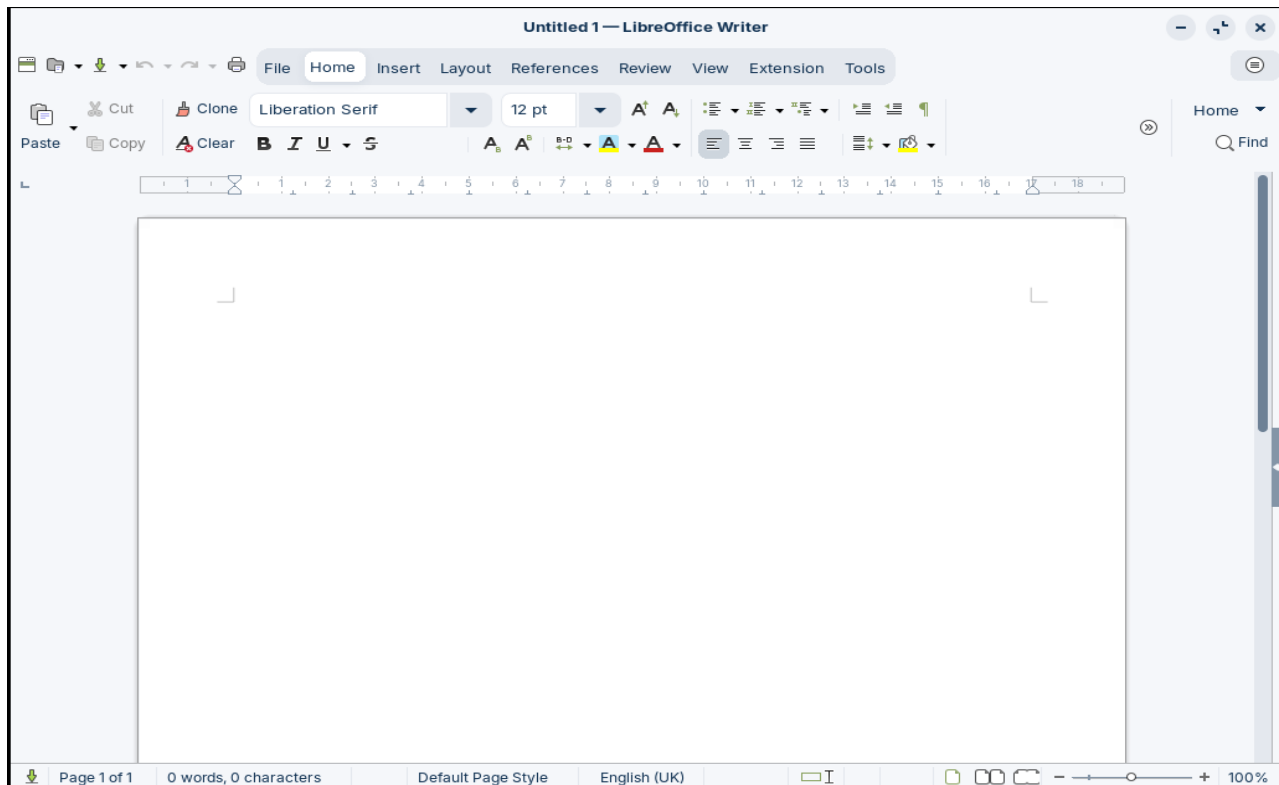 Untitled 1 — LibreOffice Writer
File Home Insert Layout References Review View Extension Tools
Cut Clone Liberation Serif 12 pt Home
Paste Copy Clear Find
1 1 2 3 4 5 6 7 8 9 10 11 12 13 14 15 16 17 18
Page 1 of 1 0 words, 0 characters Default Page Style English (UK) 100%